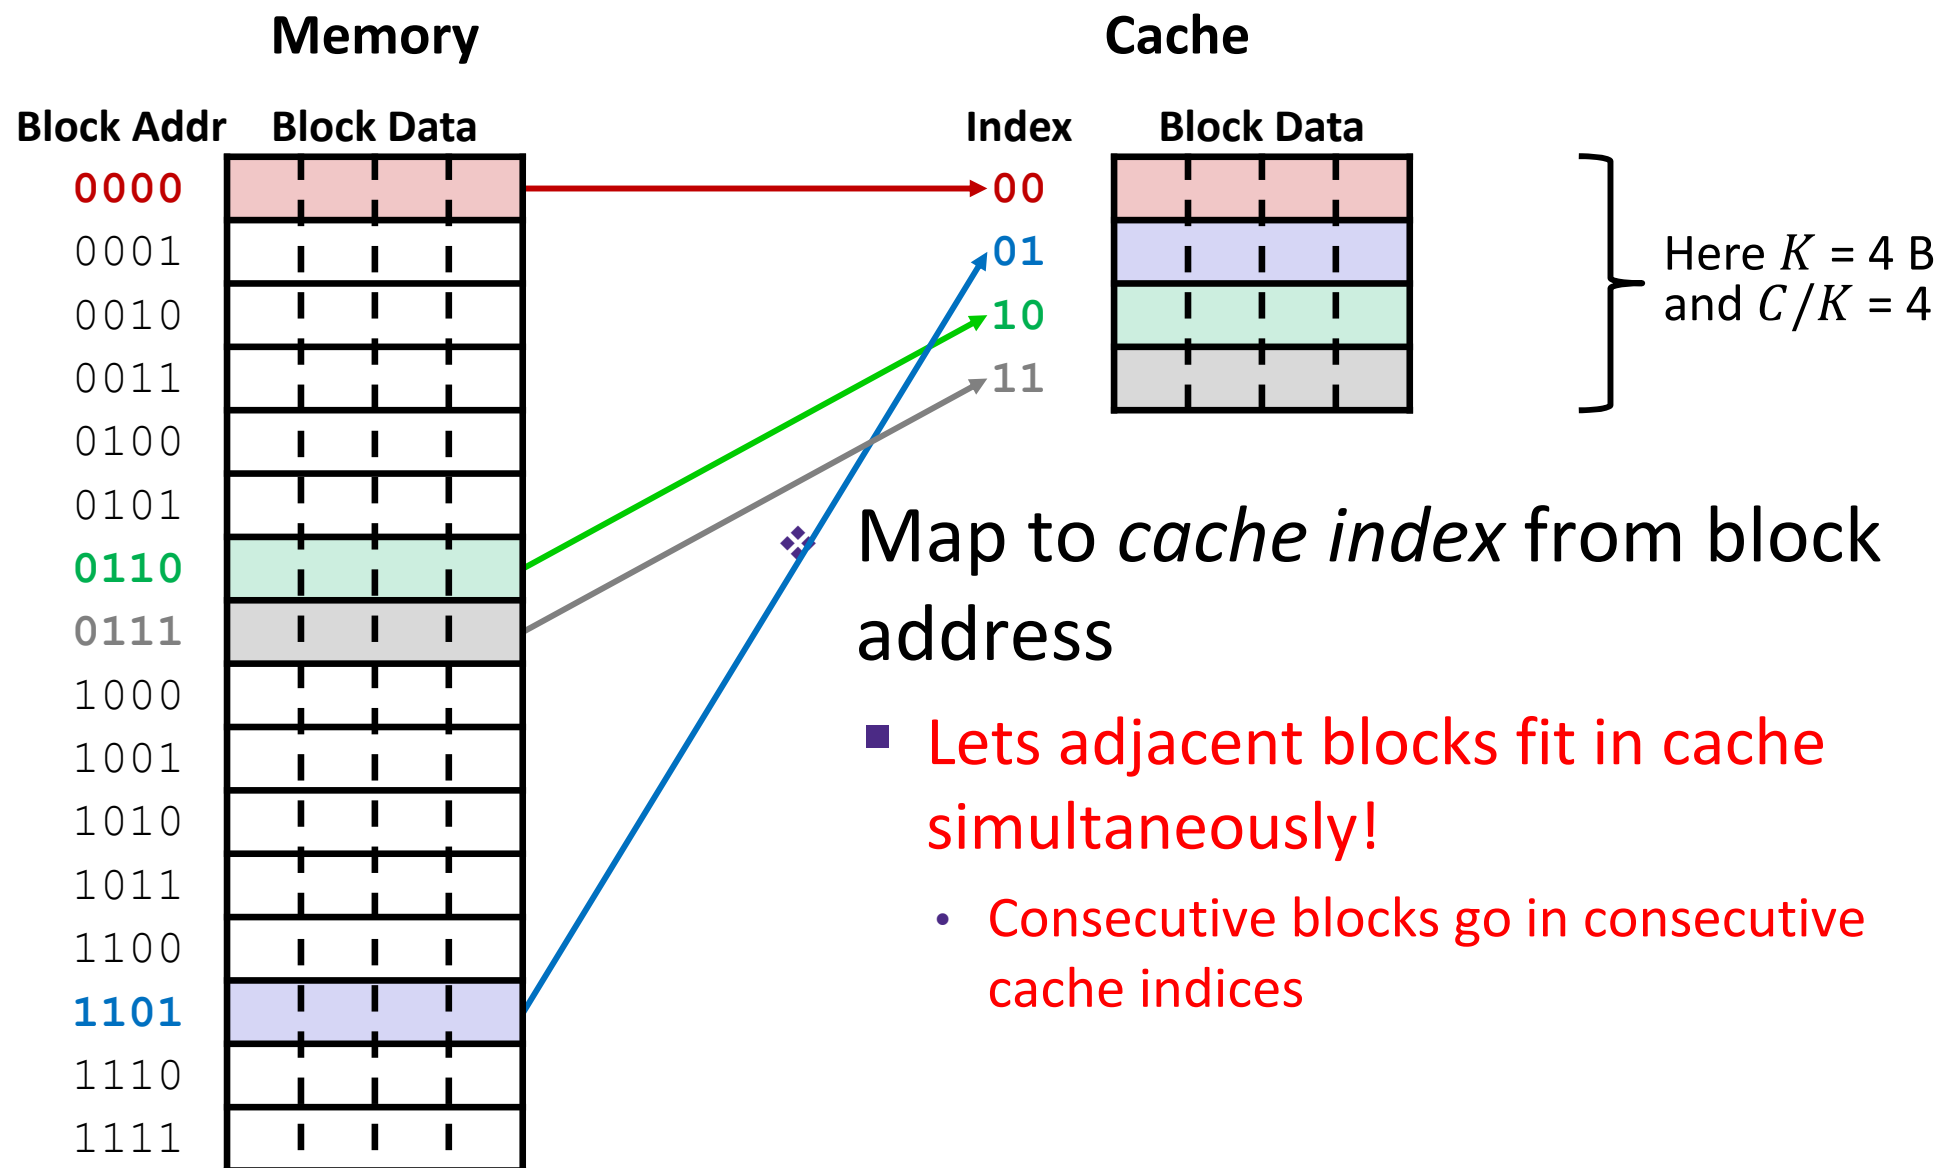 Memory
Cache
Block Addr Block Data
Index Block Data
0000
0001
0010
0011
0100
0101
0110
0111
1000
1001
1010
1011
1100
1101
1110
1111
00
01
10
11
Here K = 4 B
and C/K = 4
Map to cache index from block
address
Lets adjacent blocks fit in cache
simultaneously!
Consecutive blocks go in consecutive
cache indices